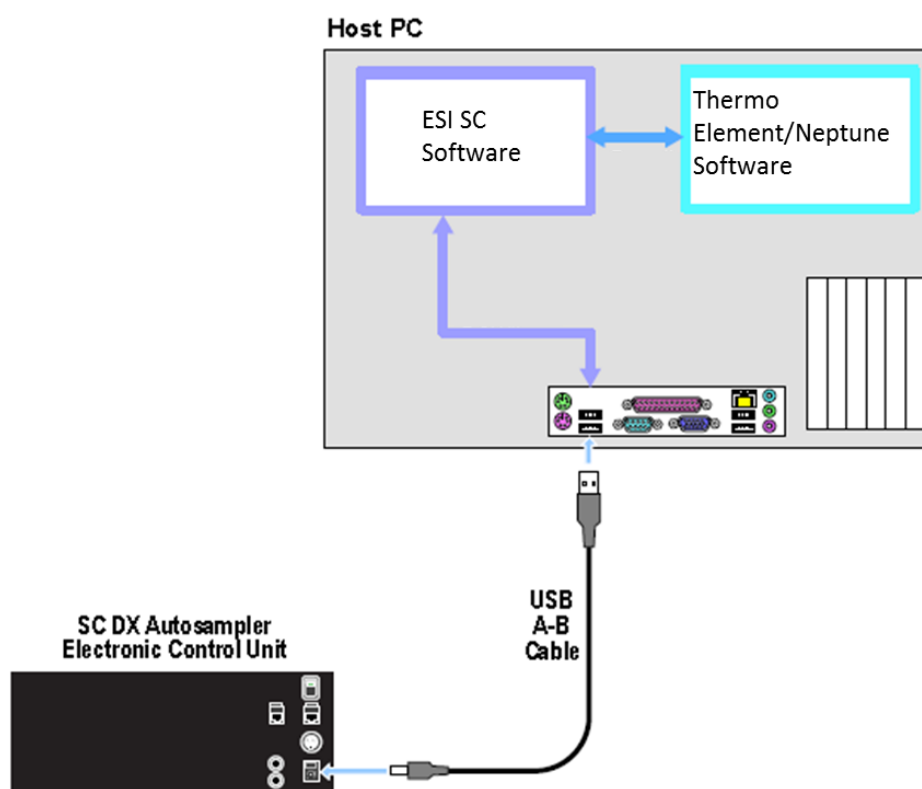 Host PC
ESI SC
Software
Thermo
Element/Neptune
Software
USB
A-B
Cable
SC DX Autosampler
Electronic Control Unit